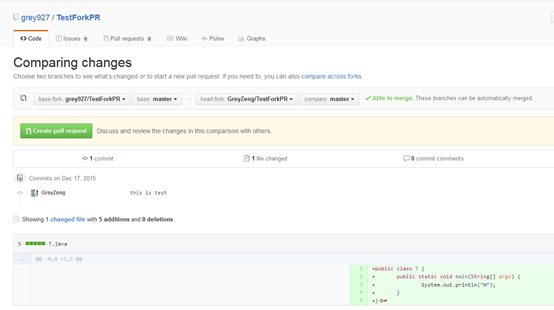 grey927 / TestForkPR
Code Issues 0 Pull requests 0 Wiki Pulse Graphs
Comparing changes
Choose two branches to see what's changed or to start a new pull request. If you need to, you can also compare across forks.
base fork: grey927/TestForkPR base: master ... head fork: GreyZeng/TestForkPR compare: master Able to merge. These branches can be automatically merged.
Create pull request Discuss and review the changes in this comparison with others.
1 commit 1 file changed 0 commit comments
Commits on Dec 17, 2015
GreyZeng this is test
Showing 1 changed file with 5 additions and 0 deletions.
5 T.java
... @@ -0,0 +1,5 @@
1 +public class T {
2 + public static void main(String[] args) {
3 + System.out.println("H");
4 + }
5 +}